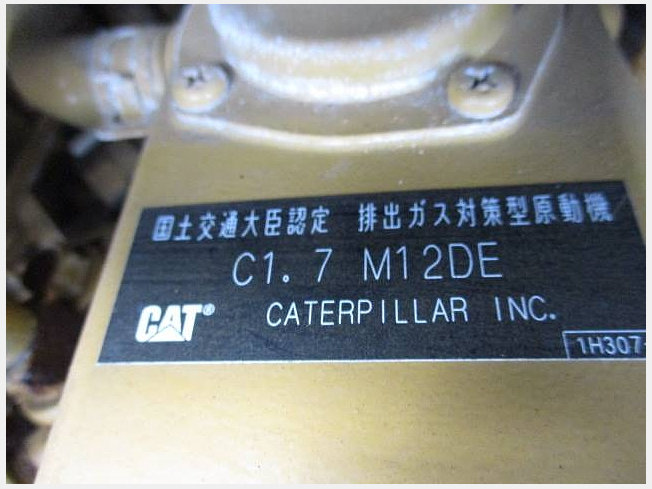 国土交通大臣認定 排出ガス対策型原動機
C1.7 M12DE
CAT® CATERPILLAR INC.
1H307-